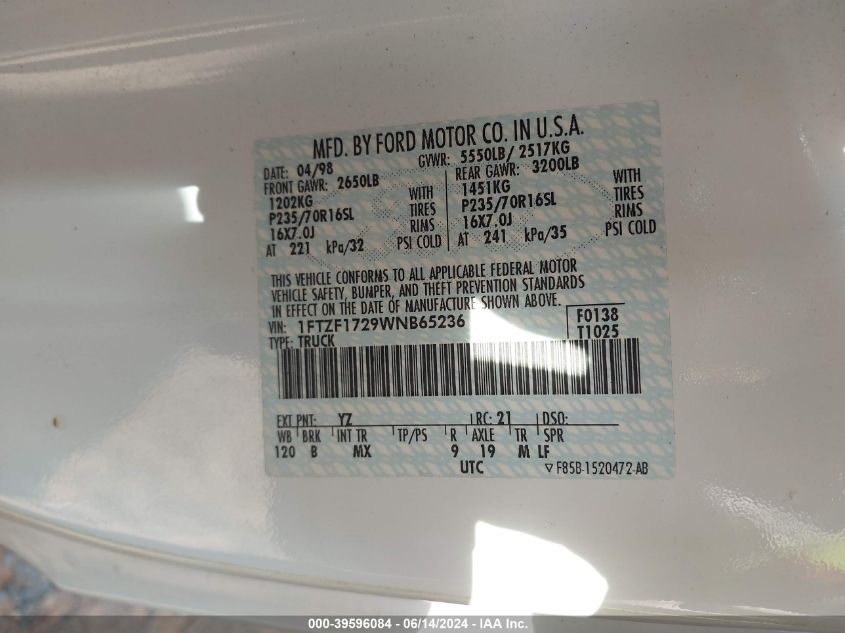 MFD. BY FORD MOTOR CO. IN U.S.A.
DATE: 04/98 GVWR: 5550LB/ 2517KG
FRONT GAWR: 2650LB REAR GAWR: 3200LB
1202KG WITH 1451KG WITH
P235/70R16SL TIRES P235/70R16SL TIRES
16X7.0J RIMS 16X7.0J RIMS
AT 221 kPa/32 PSI COLD AT 241 kPa/35 PSI COLD
THIS VEHICLE CONFORMS TO ALL APPLICABLE FEDERAL MOTOR
VEHICLE SAFETY, BUMPER, AND THEFT PREVENTION STANDARDS
IN EFFECT ON THE DATE OF MANUFACTURE SHOWN ABOVE.
VIN: 1FTZF1729WNB65236 F0138
TYPE: TRUCK T1025
EXT PNT: YZ RC: 21 DSO:
WB BRK INT TR TP/PS R AXLE TR SPR
120 B MX 9 19 M LF
UTC F85B-1520472-AB
000-39596084 - 06/14/2024 - IAA Inc.